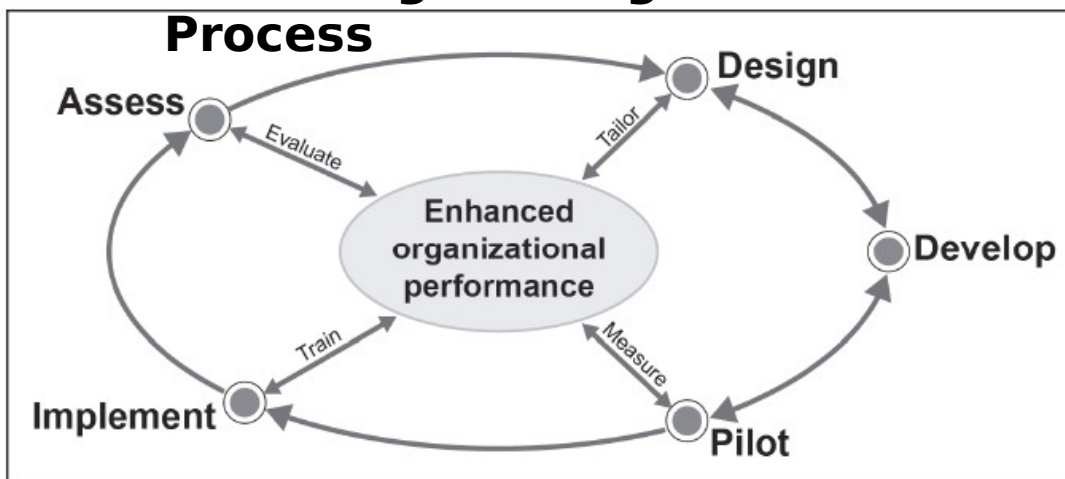 Process
Assess
Design
Evaluate
Tailor
Enhanced
organizational
performance
Develop
Train
Measure
Implement
Pilot